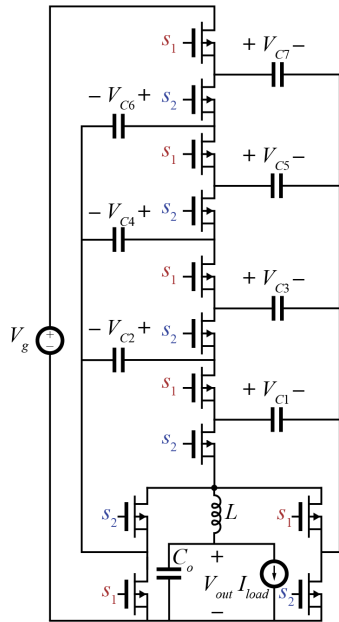 s1 + VC7 −
− VC6 + s2
s1 + VC5 −
− VC4 + s2
s1 + VC3 −
Vg + −
− VC2 + s2
s1 + VC1 −
s2
s2 L s1
Co + Vout − Iload
s1 s2